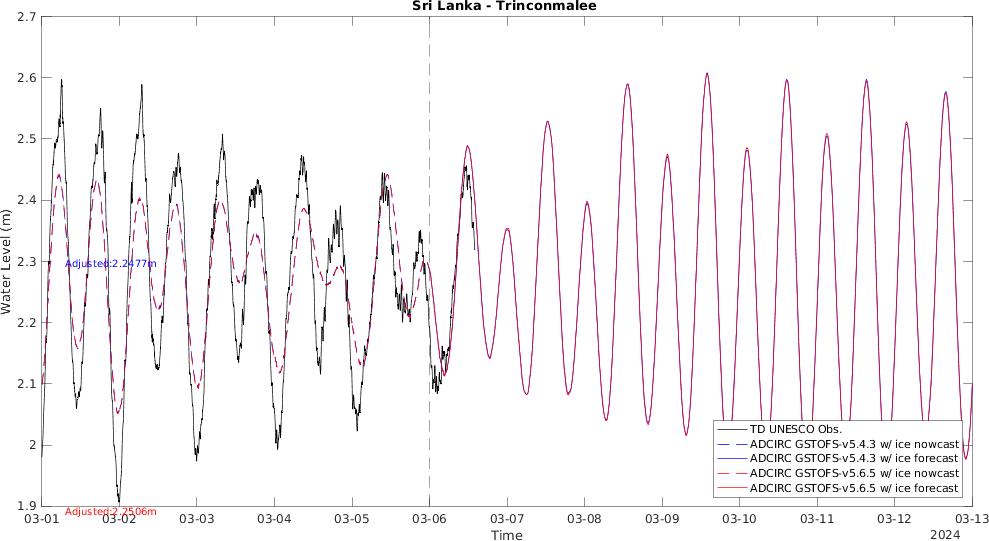 Sri Lanka - Trinconmalee
2.7
2.6
2.5
2.4
2.3
2.2
2.1
2
1.9
Water Level (m)
Adjusted:2.2477m
Adjusted:2.2506m
TD UNESCO Obs.
ADCIRC GSTOFS-v5.4.3 w/ ice nowcast
ADCIRC GSTOFS-v5.4.3 w/ ice forecast
ADCIRC GSTOFS-v5.6.5 w/ ice nowcast
ADCIRC GSTOFS-v5.6.5 w/ ice forecast
03-01 03-02 03-03 03-04 03-05 03-06 03-07 03-08 03-09 03-10 03-11 03-12 03-13
Time
2024